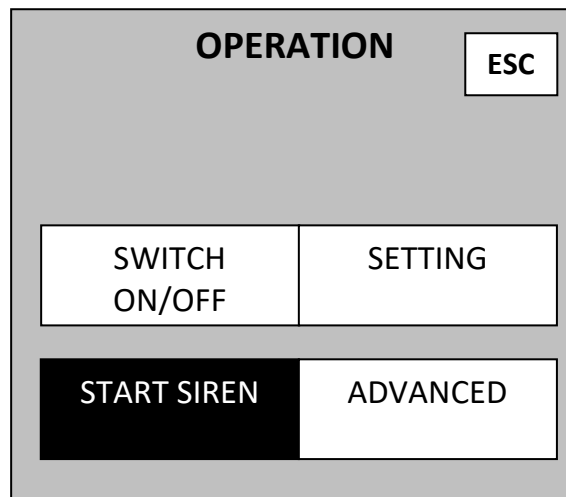 OPERATION
ESC
SWITCH
ON/OFF
SETTING
START SIREN
ADVANCED